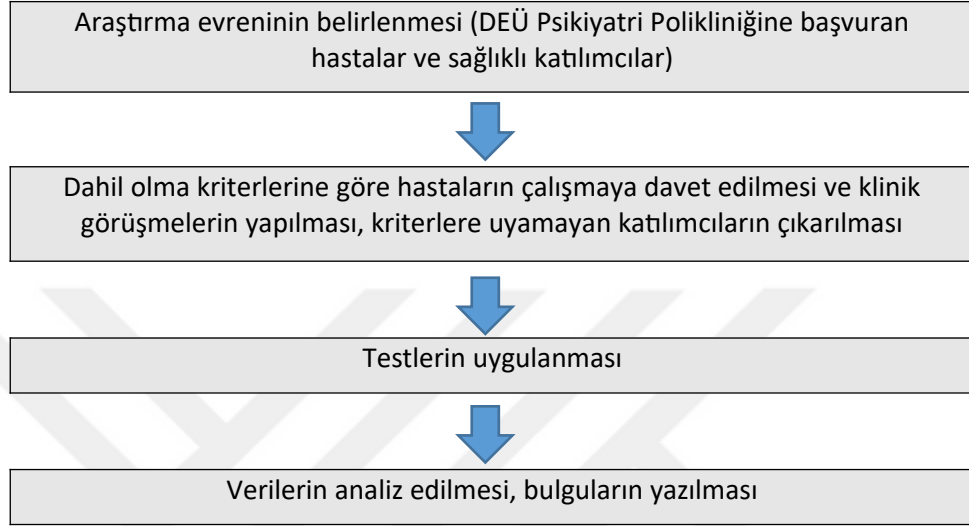 Araştırma evreninin belirlenmesi (DEÜ Psikiyatri Polikliniğine başvuran
hastalar ve sağlıklı katılımcılar)
Dahil olma kriterlerine göre hastaların çalışmaya davet edilmesi ve klinik
görüşmelerin yapılması, kriterlere uyamayan katılımcıların çıkarılması
Testlerin uygulanması
Verilerin analiz edilmesi, bulguların yazılması